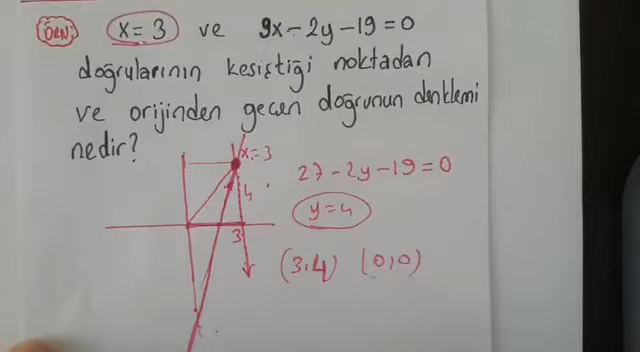 ÖRN: x=3 ve 9x-2y-19=0
doğrularının kesiştiği noktadan
ve orijinden geçen doğrunun denklemi
nedir?
x=3
4
3
27-2y-19=0
y=4
(3,4) (0,0)